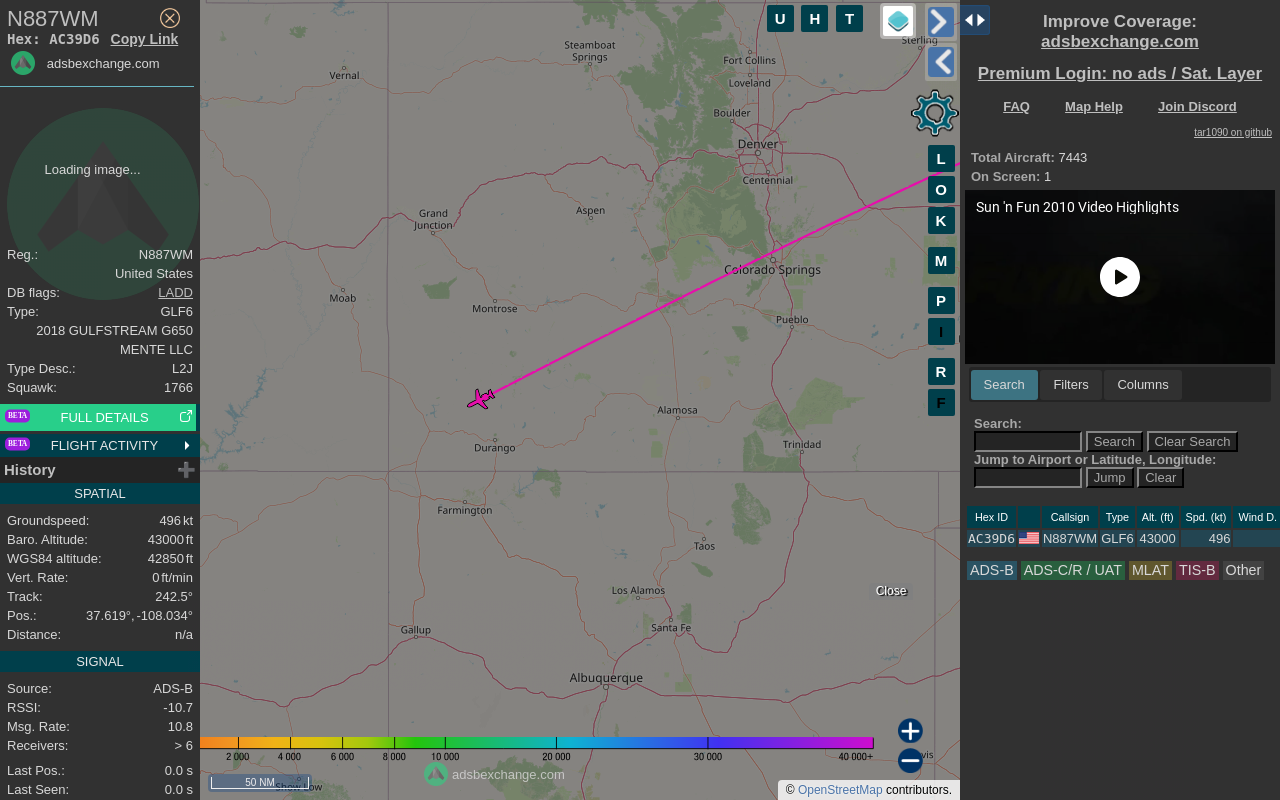 N887WM
Hex: AC39D6 Copy Link
adsbexchange.com
Loading image...
Reg.: N887WM
United States
DB flags: LADD
Type: GLF6
2018 GULFSTREAM G650
MENTE LLC
Type Desc.: L2J
Squawk: 1766
BETA FULL DETAILS
BETA FLIGHT ACTIVITY
History
SPATIAL
Groundspeed: 496 kt
Baro. Altitude: 43000 ft
WGS84 altitude: 42850 ft
Vert. Rate: 0 ft/min
Track: 242.5°
Pos.: 37.619°, -108.034°
Distance: n/a
SIGNAL
Source: ADS-B
RSSI: -10.7
Msg. Rate: 10.8
Receivers: > 6
Last Pos.: 0.0 s
Last Seen: 0.0 s
U H T
Steamboat
Springs
Vernal
Sterling
Fort Collins
Loveland
Boulder
Denver
Centennial
Grand
Junction
Aspen
Colorado Springs
Moab
Montrose
Pueblo
Alamosa
Durango
Trinidad
Farmington
Taos
Los Alamos
Close
Gallup
Santa Fe
Albuquerque
Show Low
L
O
K
M
P
I
R
F
2 000 4 000 6 000 8 000 10 000 20 000 30 000 40 000+
50 NM
adsbexchange.com
© OpenStreetMap contributors.
Improve Coverage:
adsbexchange.com
Premium Login: no ads / Sat. Layer
FAQ Map Help Join Discord
tar1090 on github
Total Aircraft: 7443
On Screen: 1
Sun 'n Fun 2010 Video Highlights
Search Filters Columns
Search:
Search Clear Search
Jump to Airport or Latitude, Longitude:
Jump Clear
Hex ID Callsign Type Alt. (ft) Spd. (kt) Wind D.
AC39D6 N887WM GLF6 43000 496
ADS-B ADS-C/R / UAT MLAT TIS-B Other